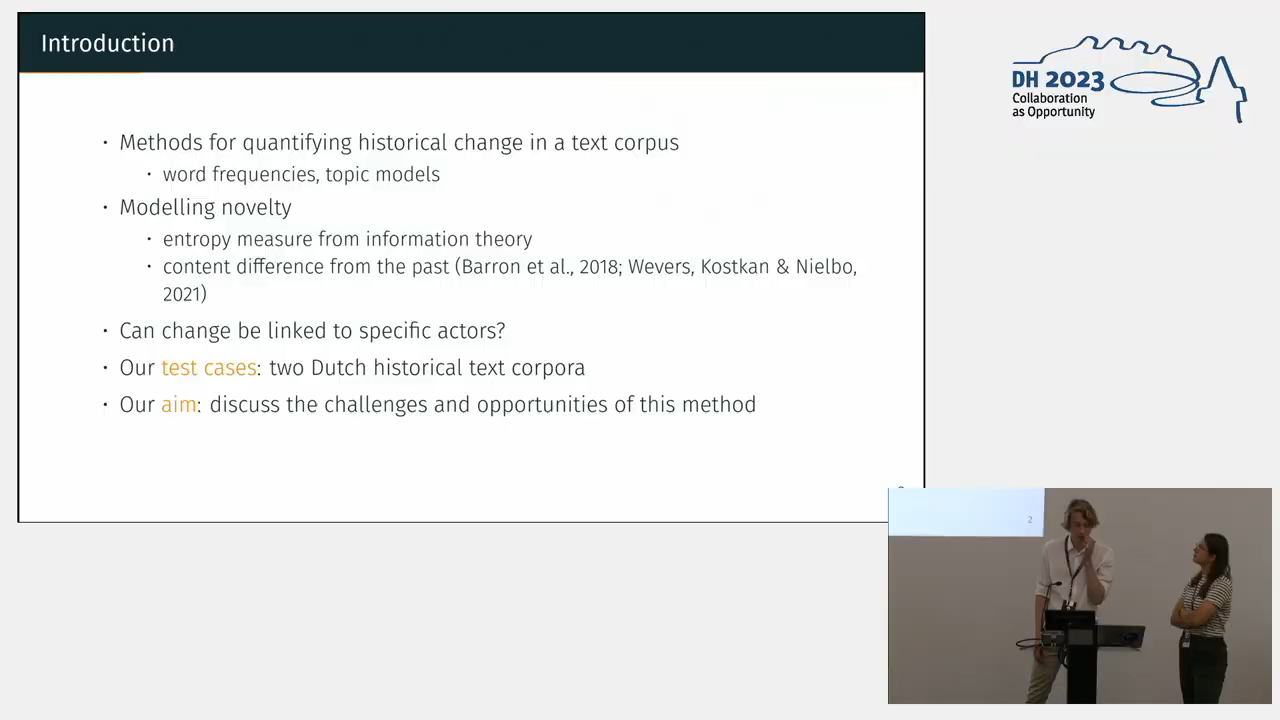 Introduction
• Methods for quantifying historical change in a text corpus
• word frequencies, topic models
• Modelling novelty
• entropy measure from information theory
• content difference from the past (Barron et al., 2018; Wevers, Kostkan & Nielbo,
2021)
• Can change be linked to specific actors?
• Our test cases: two Dutch historical text corpora
• Our aim: discuss the challenges and opportunities of this method
DH 2023
Collaboration
as Opportunity
2